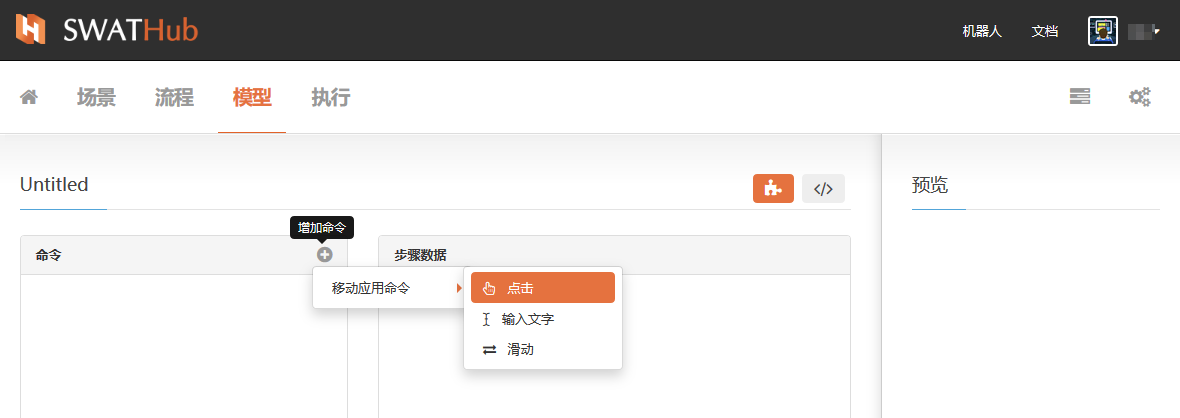 SWATHub
机器人
文档
场景
流程
模型
执行
Untitled
</>
预览
增加命令
命令
步骤数据
移动应用命令
点击
输入文字
滑动